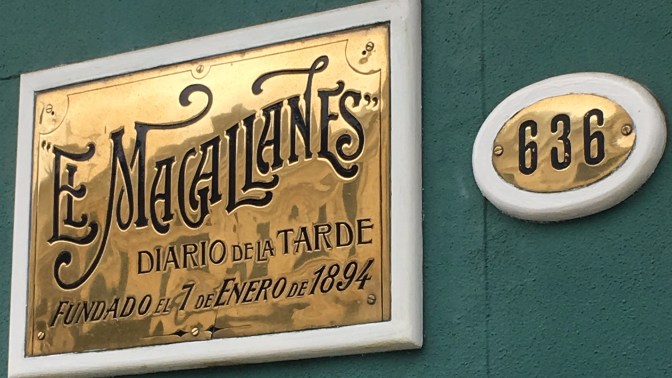 "El Magallanes"
DIARIO DE LA TARDE
FUNDADO EL 7 DE ENERO DE 1894
636